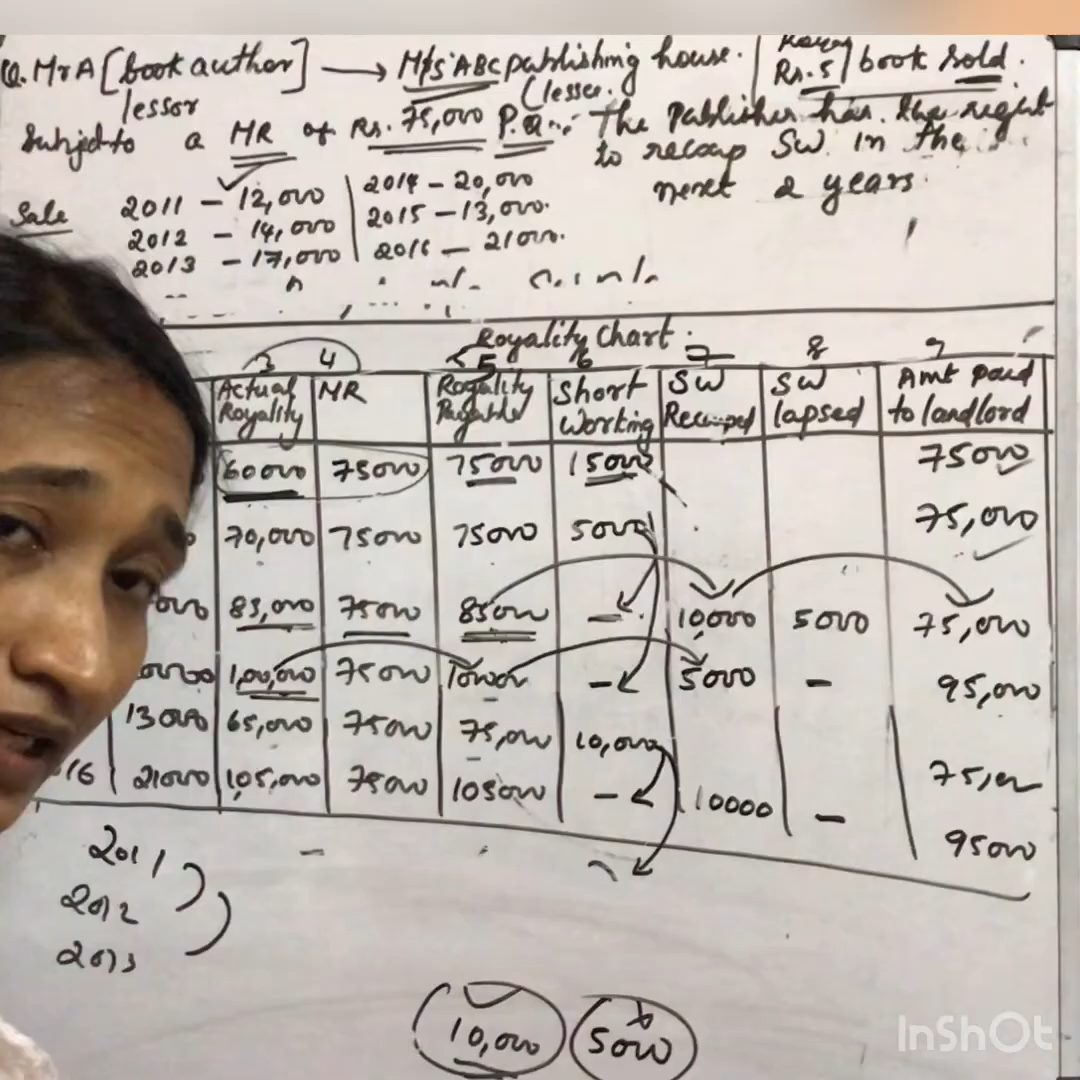 Q. Mr A [book author] → M/s ABC publishing house. Rs. 5 / book sold.
lessor (lessee.
Subject to a MR of Rs. 75,000 p.a. The Publisher has the right
to recoup SW in the
next 2 years.
Sale 2011 - 12,000 2014 - 20,000
2012 - 14,000 2015 - 13,000.
2013 - 17,000 2016 - 21000.
Royality Chart.
3 4 5 6 7 8 9
Actual Royality MR Royality Payable Short Working SW Recouped SW lapsed Amt paid to landlord
60000 75000 75000 15000 75000
70,000 75000 75000 5000 75,000
85,000 75000 85000 - 10,000 5000 75,000
1,00,000 75000 100000 - 5000 - 95,000
13000 65,000 75000 75,000 10,000 75,000
16 21000 105,000 75000 105000 - 10000 - 95000
2011
2012
2013
10,000 5000
InShOt